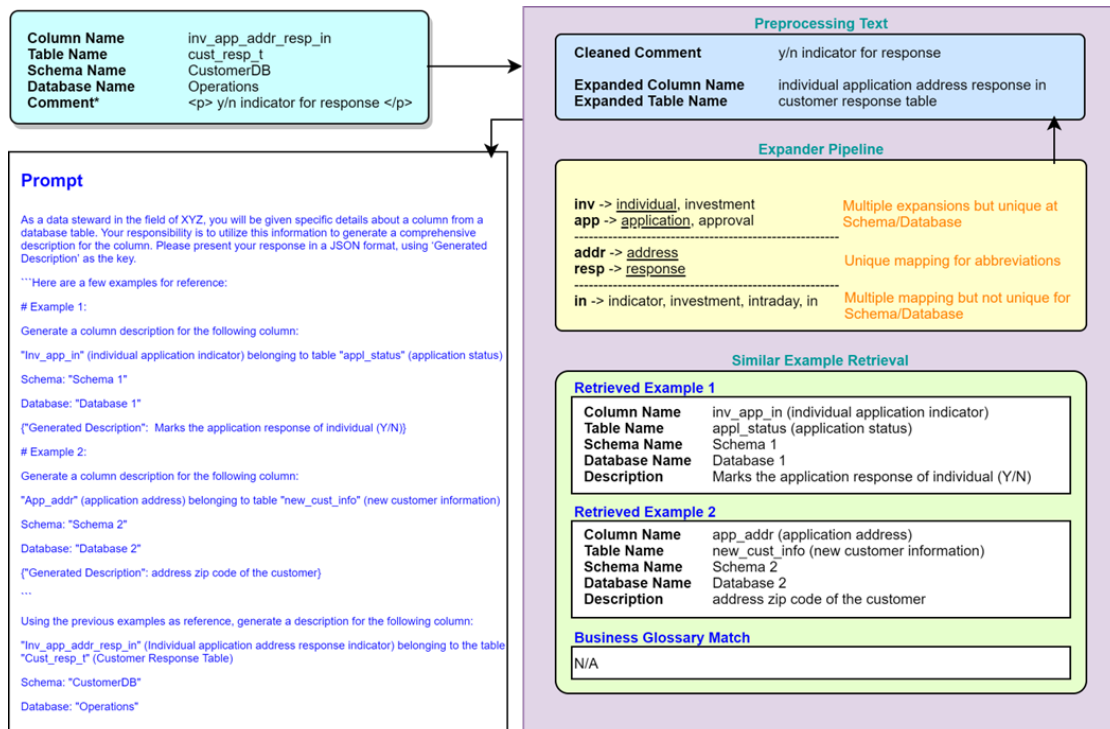 Column Name inv_app_addr_resp_in
Table Name cust_resp_t
Schema Name CustomerDB
Database Name Operations
Comment* <p> y/n indicator for response </p>
Prompt
As a data steward in the field of XYZ, you will be given specific details about a column from a
database table. Your responsibility is to utilize this information to generate a comprehensive
description for the column. Please present your response in a JSON format, using ‘Generated
Description’ as the key.
```Here are a few examples for reference:
# Example 1:
Generate a column description for the following column:
"Inv_app_in" (individual application indicator) belonging to table "appl_status" (application status)
Schema: "Schema 1"
Database: "Database 1"
{"Generated Description":  Marks the application response of individual (Y/N)}
# Example 2:
Generate a column description for the following column:
"App_addr" (application address) belonging to table "new_cust_info" (new customer information)
Schema: "Schema 2"
Database: "Database 2"
{"Generated Description": address zip code of the customer}
```
Using the previous examples as reference, generate a description for the following column:
"Inv_app_addr_resp_in" (Individual application address response indicator) belonging to the table
"Cust_resp_t" (Customer Response Table)
Schema: "CustomerDB"
Database: "Operations"
Preprocessing Text
Cleaned Comment y/n indicator for response
Expanded Column Name individual application address response in
Expanded Table Name customer response table
Expander Pipeline
inv -> individual, investment
app -> application, approval
Multiple expansions but unique at
Schema/Database
addr -> address
resp -> response
Unique mapping for abbreviations
in -> indicator, investment, intraday, in
Multiple mapping but not unique for
Schema/Database
Similar Example Retrieval
Retrieved Example 1
Column Name inv_app_in (individual application indicator)
Table Name appl_status (application status)
Schema Name Schema 1
Database Name Database 1
Description Marks the application response of individual (Y/N)
Retrieved Example 2
Column Name app_addr (application address)
Table Name new_cust_info (new customer information)
Schema Name Schema 2
Database Name Database 2
Description address zip code of the customer
Business Glossary Match
N/A